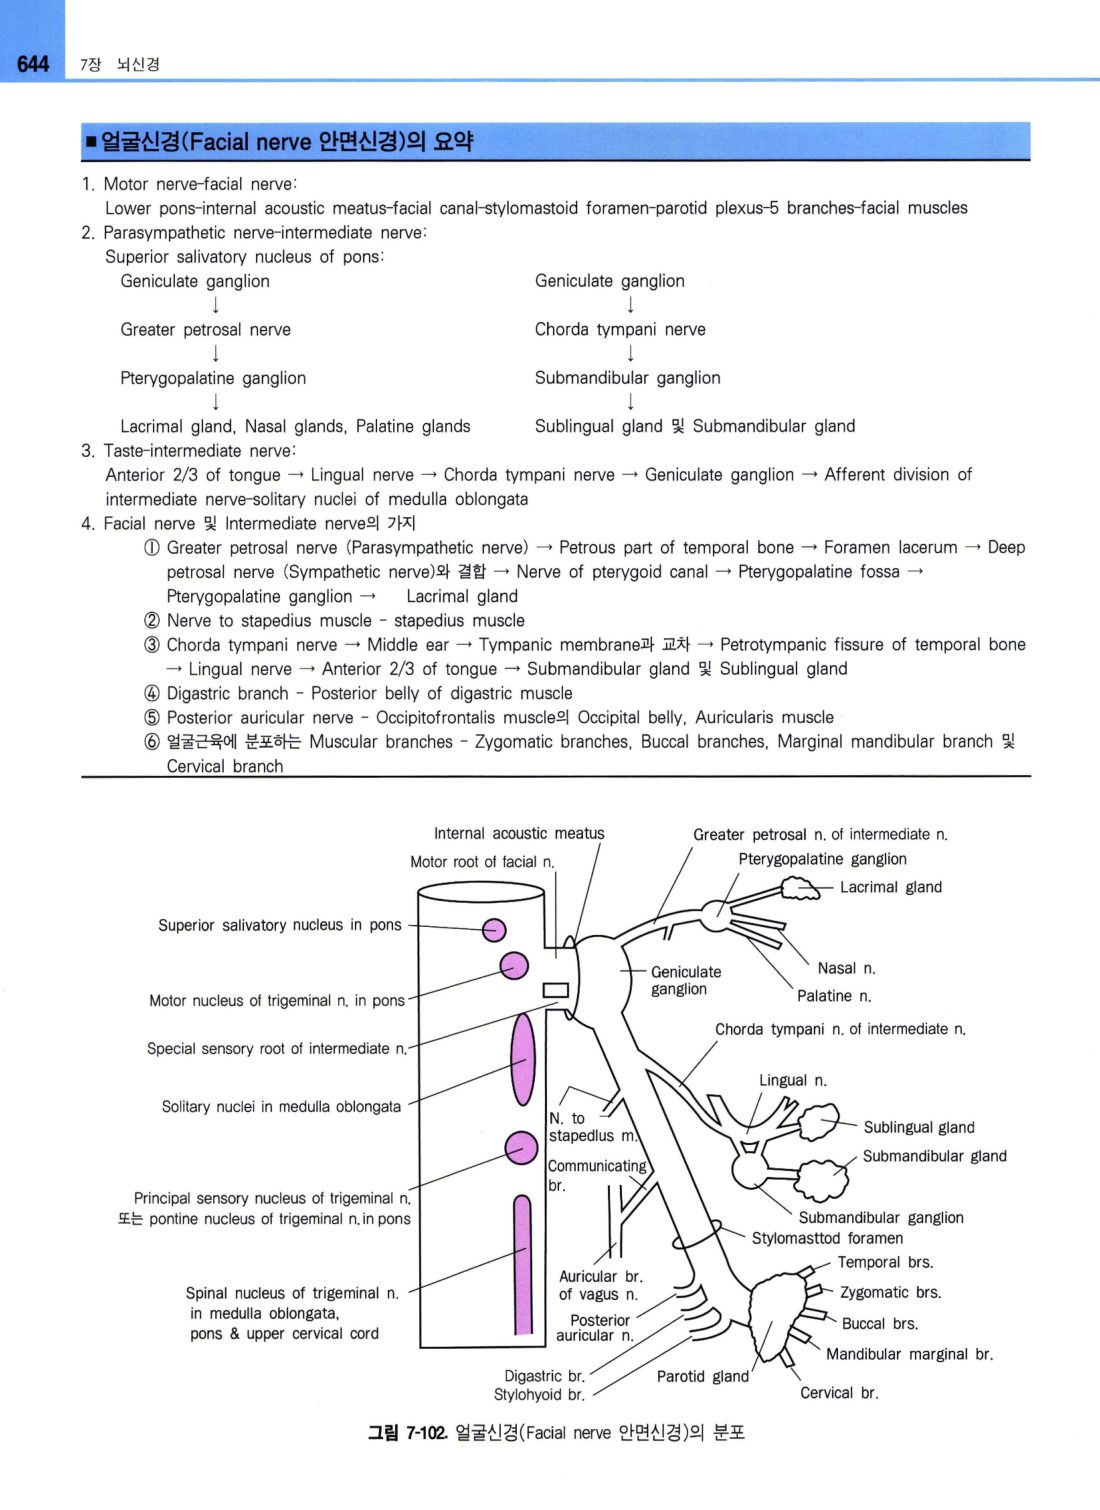 644 7장 뇌신경
■ 얼굴신경(Facial nerve 안면신경)의 요약
1. Motor nerve-facial nerve:
Lower pons-internal acoustic meatus-facial canal-stylomastoid foramen-parotid plexus-5 branches-facial muscles
2. Parasympathetic nerve-intermediate nerve:
Superior salivatory nucleus of pons:
Geniculate ganglion Geniculate ganglion
↓ ↓
Greater petrosal nerve Chorda tympani nerve
↓ ↓
Pterygopalatine ganglion Submandibular ganglion
↓ ↓
Lacrimal gland, Nasal glands, Palatine glands Sublingual gland 및 Submandibular gland
3. Taste-intermediate nerve:
Anterior 2/3 of tongue → Lingual nerve → Chorda tympani nerve → Geniculate ganglion → Afferent division of
intermediate nerve-solitary nuclei of medulla oblongata
4. Facial nerve 및 Intermediate nerve의 가지
① Greater petrosal nerve (Parasympathetic nerve) → Petrous part of temporal bone → Foramen lacerum → Deep
petrosal nerve (Sympathetic nerve)와 결합 → Nerve of pterygoid canal → Pterygopalatine fossa →
Pterygopalatine ganglion → Lacrimal gland
② Nerve to stapedius muscle - stapedius muscle
③ Chorda tympani nerve → Middle ear → Tympanic membrane과 교차 → Petrotympanic fissure of temporal bone
→ Lingual nerve → Anterior 2/3 of tongue → Submandibular gland 및 Sublingual gland
④ Digastric branch - Posterior belly of digastric muscle
⑤ Posterior auricular nerve - Occipitofrontalis muscle의 Occipital belly, Auricularis muscle
⑥ 얼굴근육에 분포하는 Muscular branches - Zygomatic branches, Buccal branches, Marginal mandibular branch 및
Cervical branch
Internal acoustic meatus
Greater petrosal n. of intermediate n.
Motor root of facial n.
Pterygopalatine ganglion
Lacrimal gland
Superior salivatory nucleus in pons
Nasal n.
Geniculate
ganglion
Palatine n.
Motor nucleus of trigeminal n. in pons
Chorda tympani n. of intermediate n.
Special sensory root of intermediate n.
Lingual n.
Solitary nuclei in medulla oblongata
N. to
stapedlus m.
Sublingual gland
Submandibular gland
Communicating
br.
Principal sensory nucleus of trigeminal n.
또는 pontine nucleus of trigeminal n. in pons
Submandibular ganglion
Stylomasttod foramen
Temporal brs.
Auricular br.
of vagus n.
Zygomatic brs.
Spinal nucleus of trigeminal n.
in medulla oblongata,
pons & upper cervical cord
Posterior
auricular n.
Buccal brs.
Mandibular marginal br.
Digastric br.
Parotid gland
Stylohyoid br.
Cervical br.
그림 7-102. 얼굴신경(Facial nerve 안면신경)의 분포